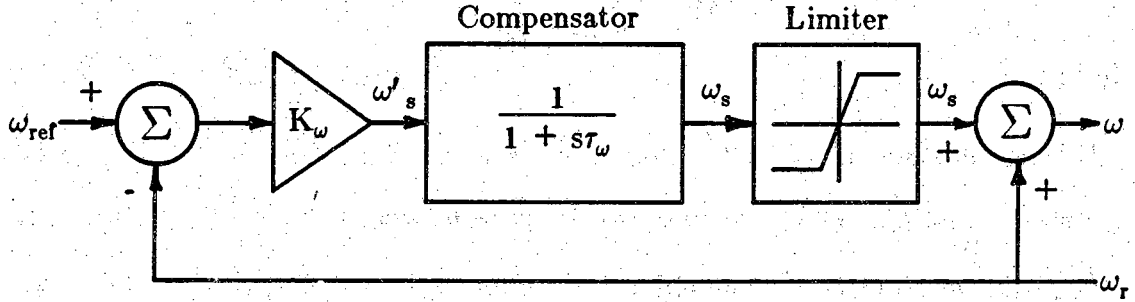 Compensator
Limiter
+
ω_ref
Σ
-
K_ω
ω'_s
1
1 + sτ_ω
ω_s
ω_s
+
Σ
ω
+
ω_r